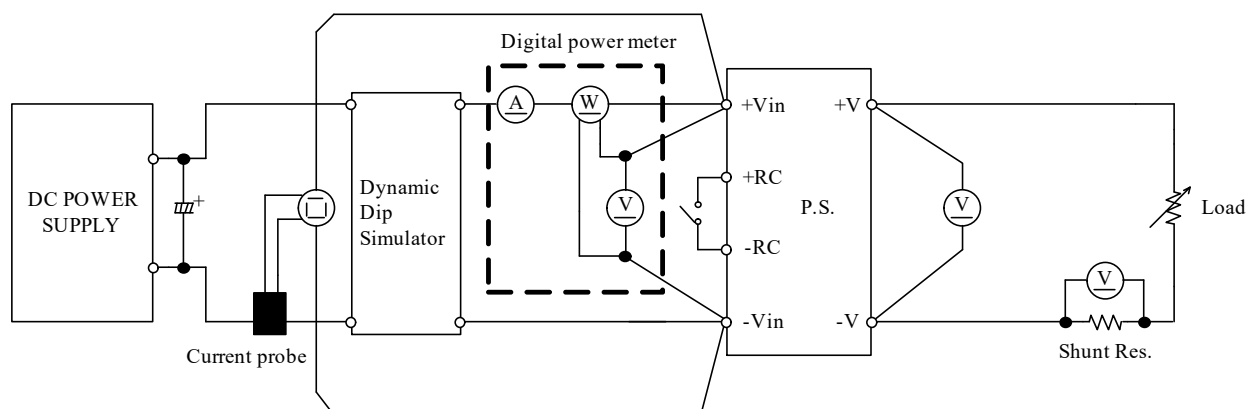 Digital power meter
A
W
+Vin
+V
DC POWER
SUPPLY
+
Dynamic
Dip
Simulator
V
+RC
-RC
P.S.
V
Load
V
-Vin
-V
Current probe
Shunt Res.